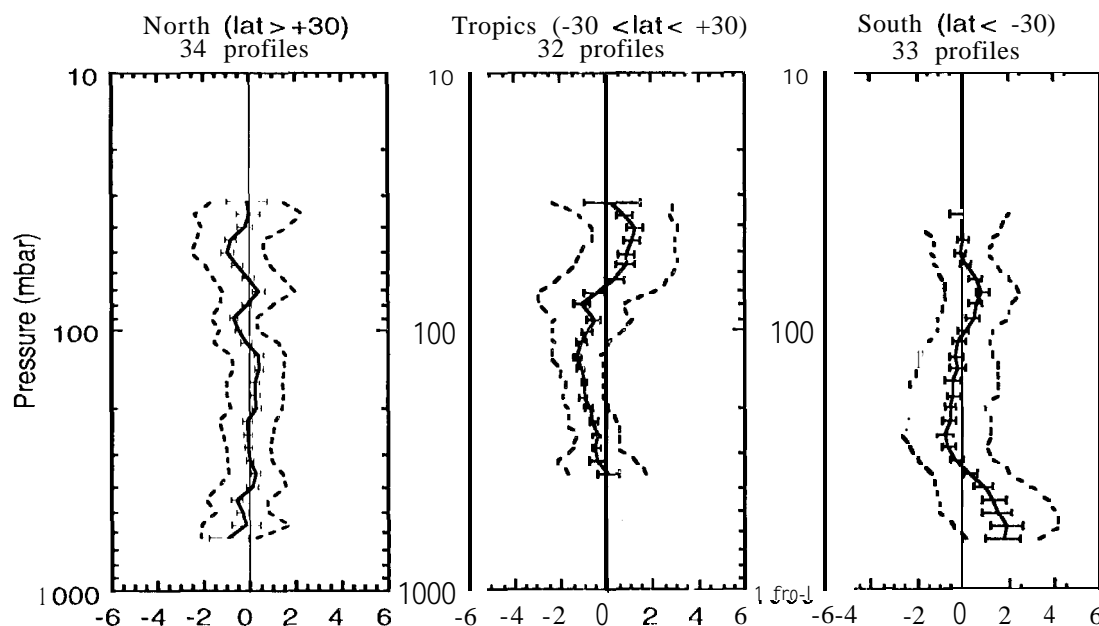 North (lat > +30)
34 profiles
Tropics (-30 <lat< +30)
32 profiles
South (lat< -30)
33 profiles
10
10
10
Pressure (mbar)
100
100
100
1000
1000
1 fro-l
-6 -4 -2 0 2 4 6
-6 -4 -2 0 2 4 6
-6-4 -2 0 2 4 6